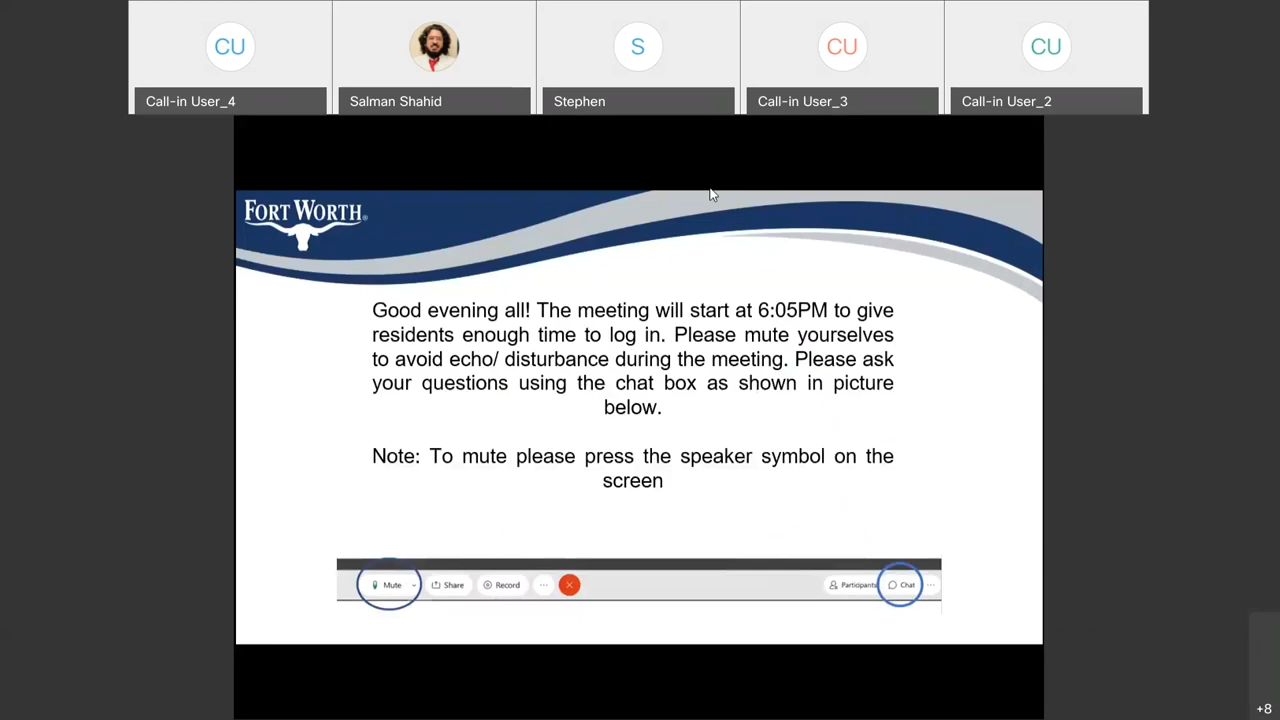 CU
S
CU
CU
Call-in User_4
Salman Shahid
Stephen
Call-in User_3
Call-in User_2
FORT WORTH®
Good evening all! The meeting will start at 6:05PM to give
residents enough time to log in. Please mute yourselves
to avoid echo/ disturbance during the meeting. Please ask
your questions using the chat box as shown in picture
below.
Note: To mute please press the speaker symbol on the
screen
Mute
Share
Record
Participants
Chat
+8